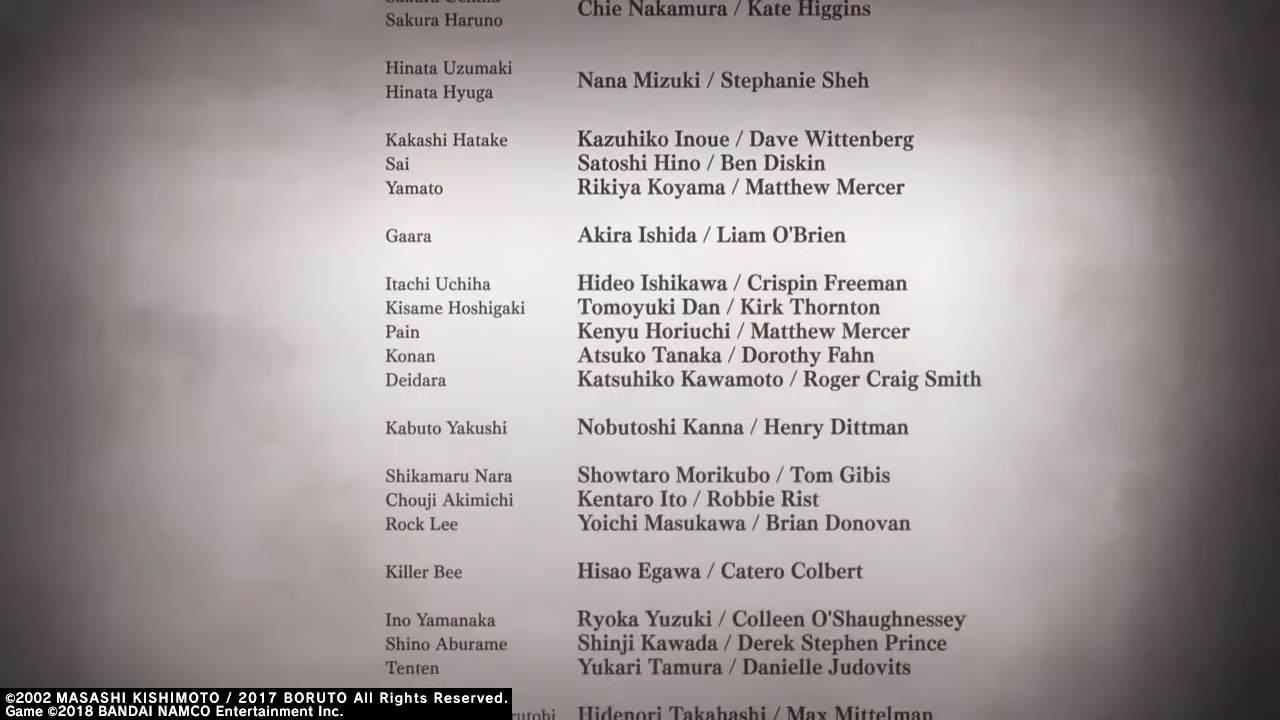 Sakura Haruno
Chie Nakamura / Kate Higgins
Hinata Uzumaki
Hinata Hyuga
Nana Mizuki / Stephanie Sheh
Kakashi Hatake Kazuhiko Inoue / Dave Wittenberg
Sai Satoshi Hino / Ben Diskin
Yamato Rikiya Koyama / Matthew Mercer
Gaara Akira Ishida / Liam O'Brien
Itachi Uchiha Hideo Ishikawa / Crispin Freeman
Kisame Hoshigaki Tomoyuki Dan / Kirk Thornton
Pain Kenyu Horiuchi / Matthew Mercer
Konan Atsuko Tanaka / Dorothy Fahn
Deidara Katsuhiko Kawamoto / Roger Craig Smith
Kabuto Yakushi Nobutoshi Kanna / Henry Dittman
Shikamaru Nara Showtaro Morikubo / Tom Gibis
Chouji Akimichi Kentaro Ito / Robbie Rist
Rock Lee Yoichi Masukawa / Brian Donovan
Killer Bee Hisao Egawa / Catero Colbert
Ino Yamanaka Ryoka Yuzuki / Colleen O'Shaughnessey
Shino Aburame Shinji Kawada / Derek Stephen Prince
Tenten Yukari Tamura / Danielle Judovits
Hidenori Takahashi / Max Mittelman
©2002 MASASHI KISHIMOTO / 2017 BORUTO All Rights Reserved.
Game ©2018 BANDAI NAMCO Entertainment Inc.